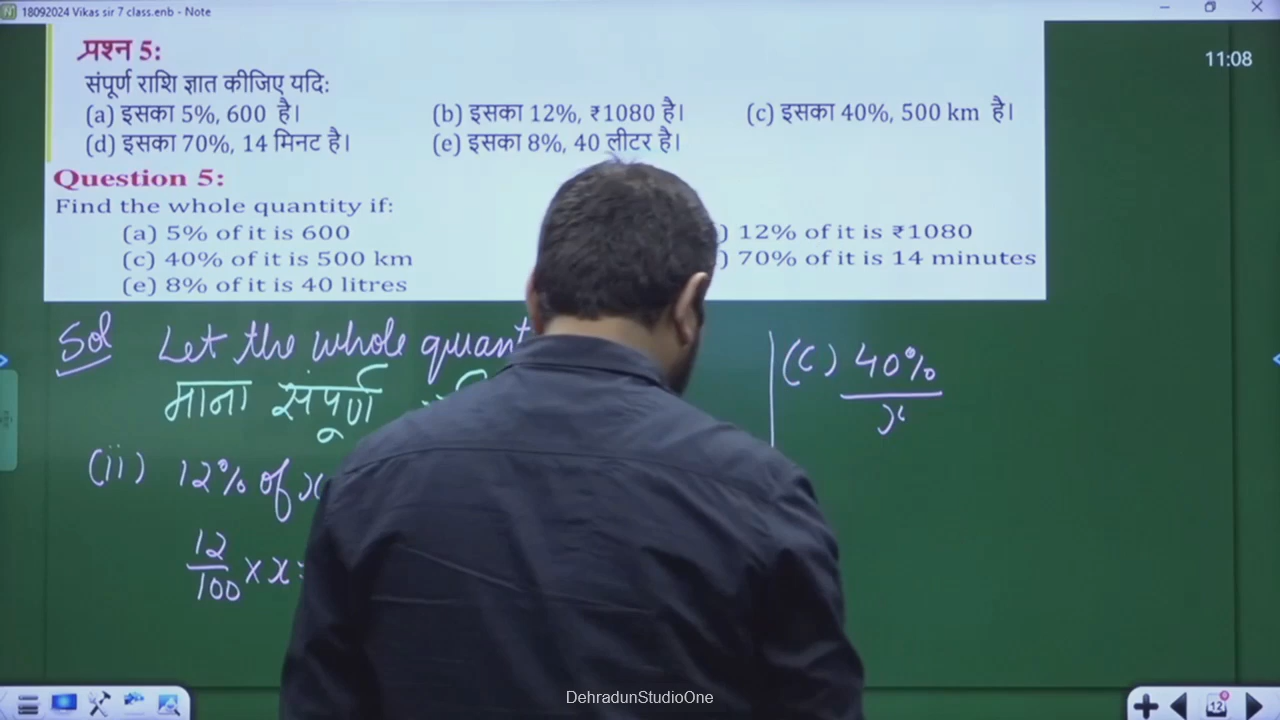 18092024 Vikas sir 7 class.enb - Note
11:08
प्रश्न 5:
संपूर्ण राशि ज्ञात कीजिए यदि:
(a) इसका 5%, 600 है। (b) इसका 12%, ₹1080 है। (c) इसका 40%, 500 km है।
(d) इसका 70%, 14 मिनट है। (e) इसका 8%, 40 लीटर है।
Question 5:
Find the whole quantity if:
(a) 5% of it is 600 ) 12% of it is ₹1080
(c) 40% of it is 500 km ) 70% of it is 14 minutes
(e) 8% of it is 40 litres
Sol Let the whole
माना संपूर्ण
(ii) 12% of x
12/100 × x =
(C) 40%
x
12
DehradunStudioOne